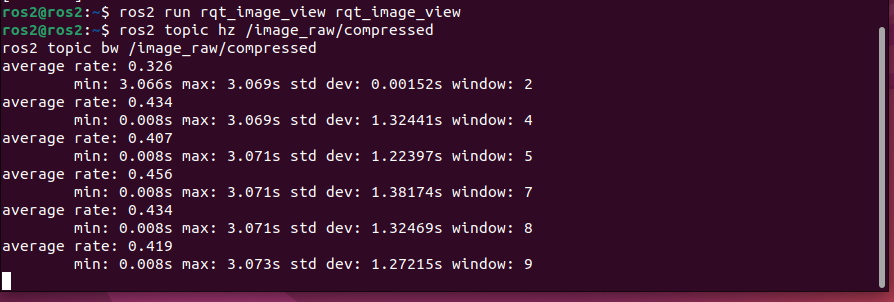 ros2@ros2:~$ ros2 run rqt_image_view rqt_image_view
ros2@ros2:~$ ros2 topic hz /image_raw/compressed
ros2 topic bw /image_raw/compressed
average rate: 0.326
        min: 3.066s max: 3.069s std dev: 0.00152s window: 2
average rate: 0.434
        min: 0.008s max: 3.069s std dev: 1.32441s window: 4
average rate: 0.407
        min: 0.008s max: 3.071s std dev: 1.22397s window: 5
average rate: 0.456
        min: 0.008s max: 3.071s std dev: 1.38174s window: 7
average rate: 0.434
        min: 0.008s max: 3.071s std dev: 1.32469s window: 8
average rate: 0.419
        min: 0.008s max: 3.073s std dev: 1.27215s window: 9